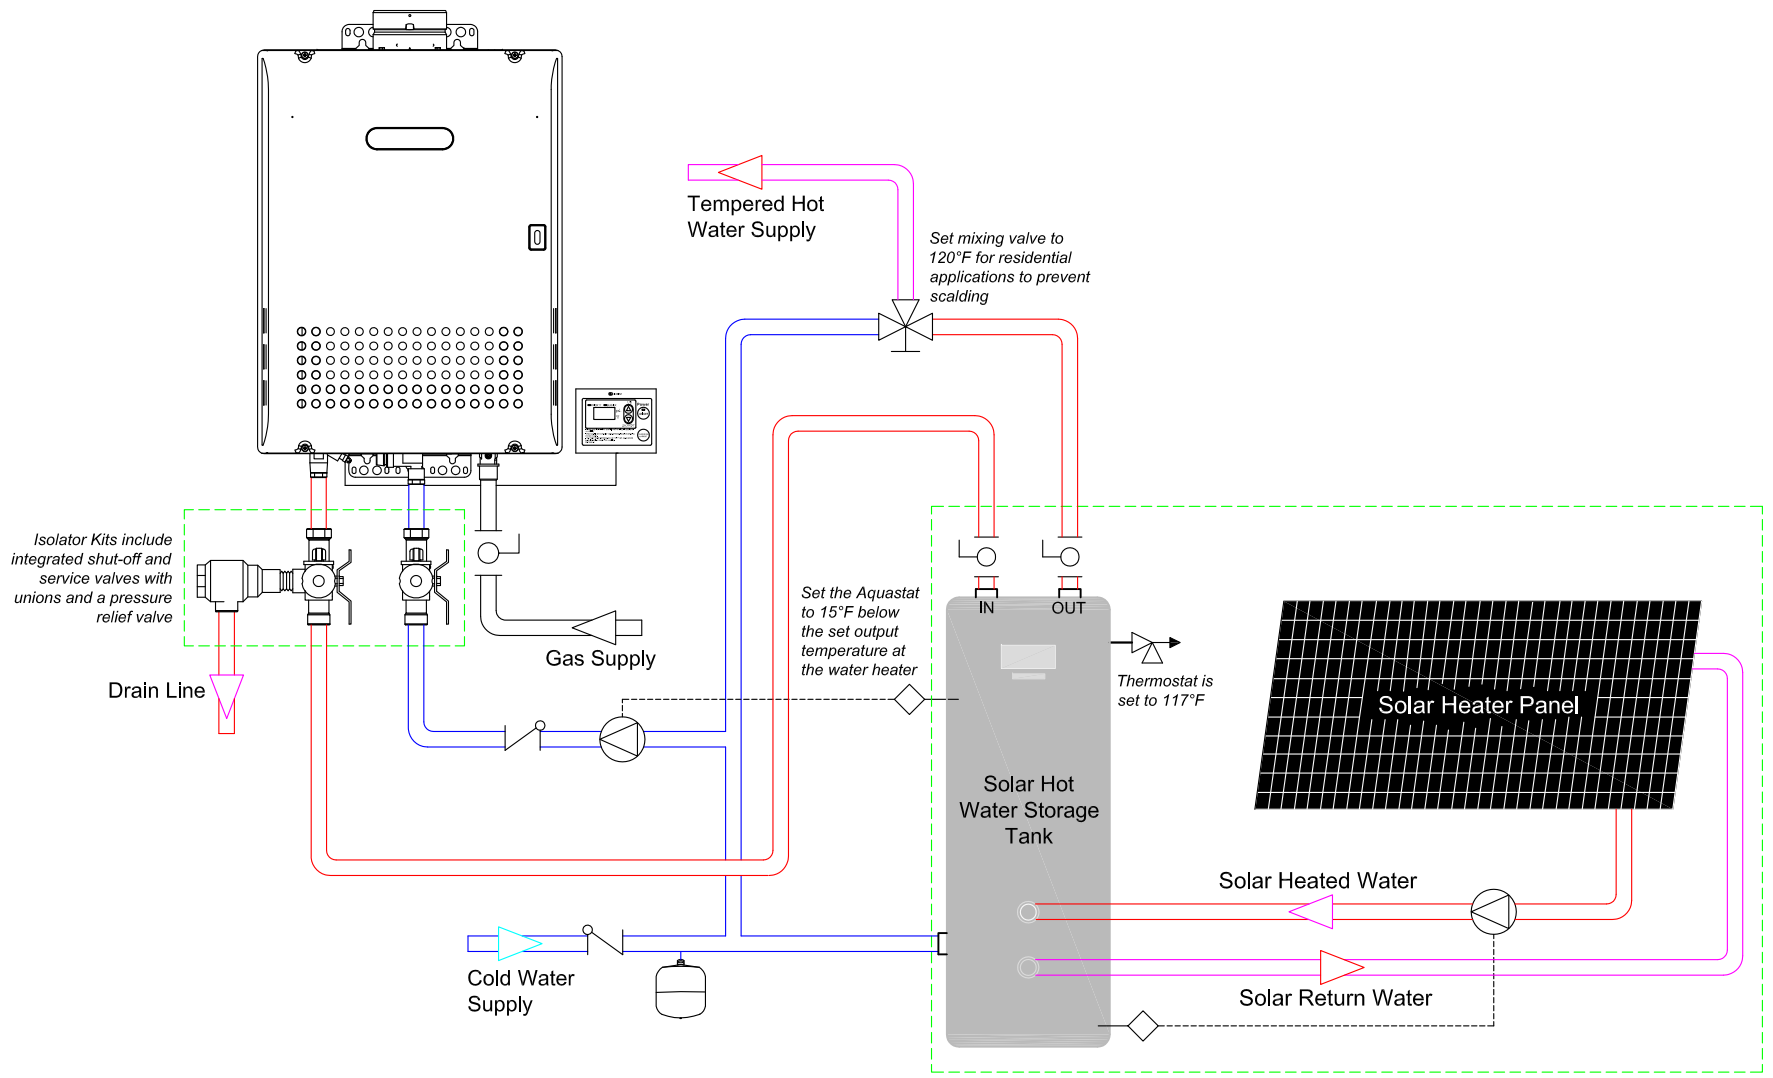 Tempered Hot
Water Supply
Set mixing valve to
120°F for residential
applications to prevent
scalding
Power
Isolator Kits include
integrated shut-off and
service valves with
unions and a pressure
relief valve
Drain Line
Gas Supply
Set the Aquastat
to 15°F below
the set output
temperature at
the water heater
IN
OUT
Thermostat is
set to 117°F
Solar Heater Panel
Solar Hot
Water Storage
Tank
Solar Heated Water
Solar Return Water
Cold Water
Supply